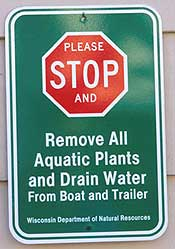 PLEASE
STOP
AND
Remove All
Aquatic Plants
and Drain Water
From Boat and Trailer
Wisconsin Department of Natural Resources